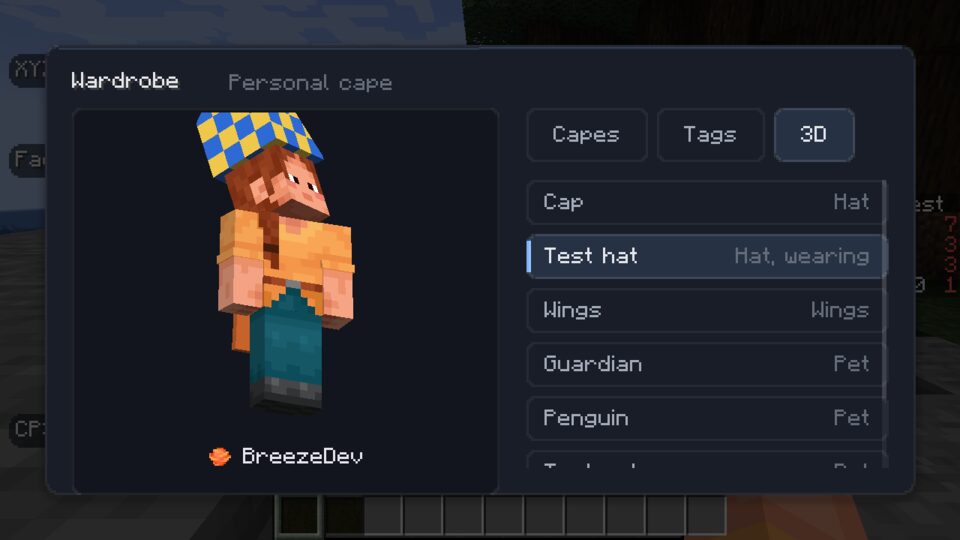 Wardrobe
Personal cape
Capes
Tags
3D
Cap
Hat
Test hat
Hat, wearing
Wings
Wings
Guardian
Pet
Penguin
Pet
BreezeDev